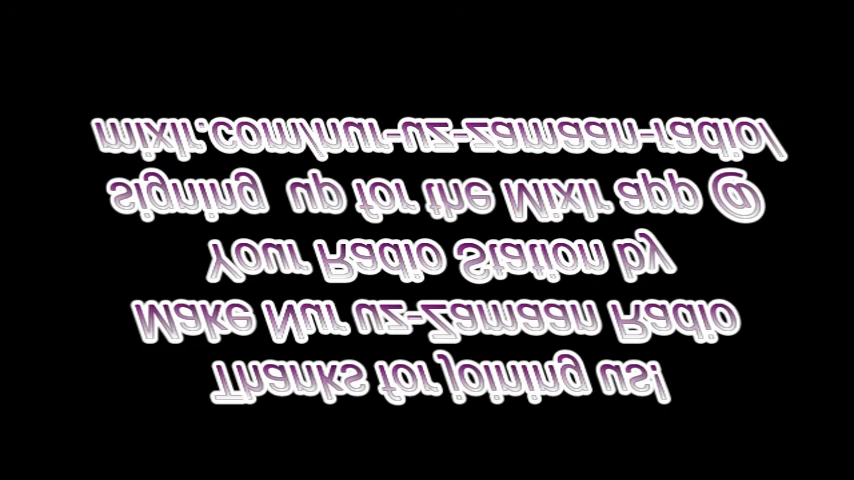 Thanks for joining us!
Make Nur uz-Zamaan Radio
Your Radio Station by
signing up for the Mixlr app @
mixlr.com/nur-uz-zamaan-radio/